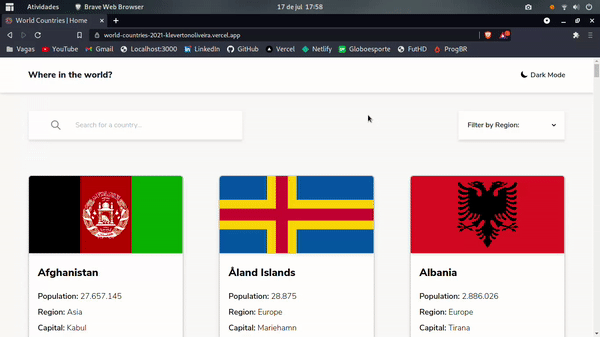 Atividades Brave Web Browser 17 de jul 17:58
World Countries | Home
world-countries-2021-klevertonoliveira.vercel.app
Vagas YouTube Gmail Localhost:3000 LinkedIn GitHub Vercel Netlify Globoesporte FutHD ProgBR
Where in the world? Dark Mode
Search for a country... Filter by Region:
Afghanistan Åland Islands Albania
Population: 27.657.145 Population: 28.875 Population: 2.886.026
Region: Asia Region: Europe Region: Europe
Capital: Kabul Capital: Mariehamn Capital: Tirana